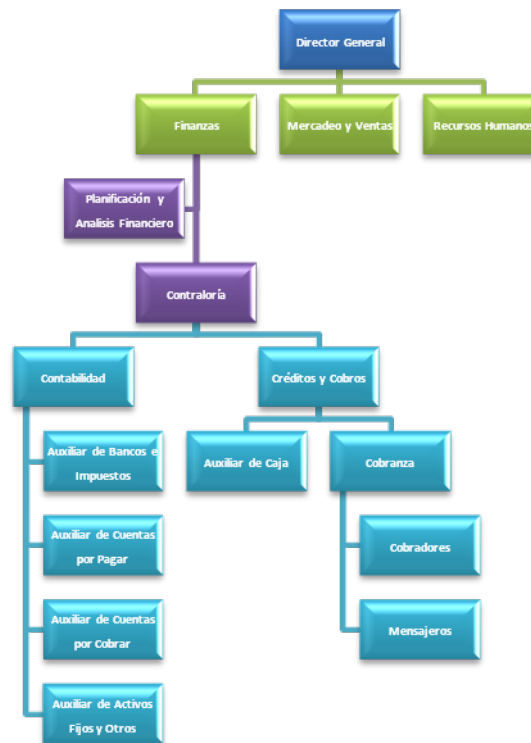 Director General
Finanzas
Mercadeo y Ventas
Recursos Humanos
Planificación y
Analisis Financiero
Contraloría
Contabilidad
Créditos y Cobros
Auxiliar de Bancos e
Impuestos
Auxiliar de Caja
Cobranza
Auxiliar de Cuentas
por Pagar
Cobradores
Auxiliar de Cuentas
por Cobrar
Mensajeros
Auxiliar de Activos
Fijos y Otros